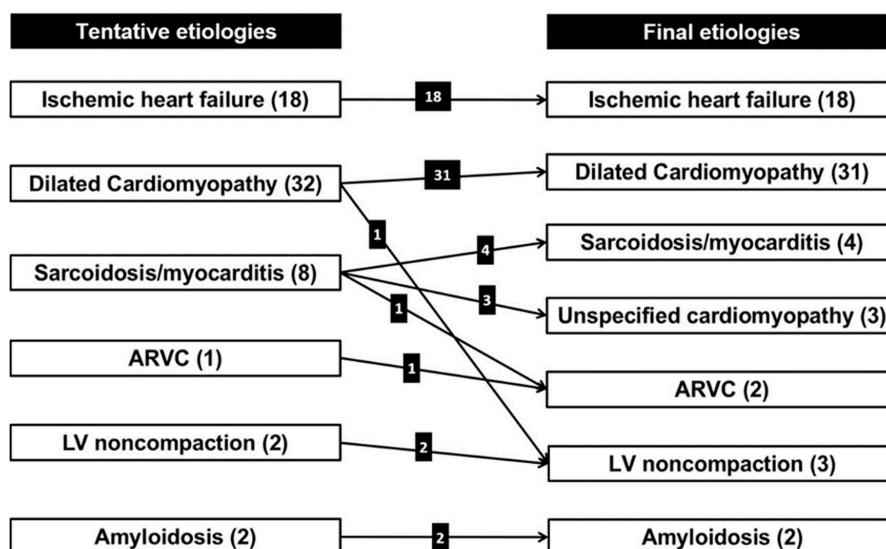 Tentative etiologies
Final etiologies
Ischemic heart failure (18)
18
Ischemic heart failure (18)
Dilated Cardiomyopathy (32)
31
Dilated Cardiomyopathy (31)
1
Sarcoidosis/myocarditis (8)
4
Sarcoidosis/myocarditis (4)
3
Unspecified cardiomyopathy (3)
1
ARVC (1)
1
ARVC (2)
LV noncompaction (2)
2
LV noncompaction (3)
Amyloidosis (2)
2
Amyloidosis (2)